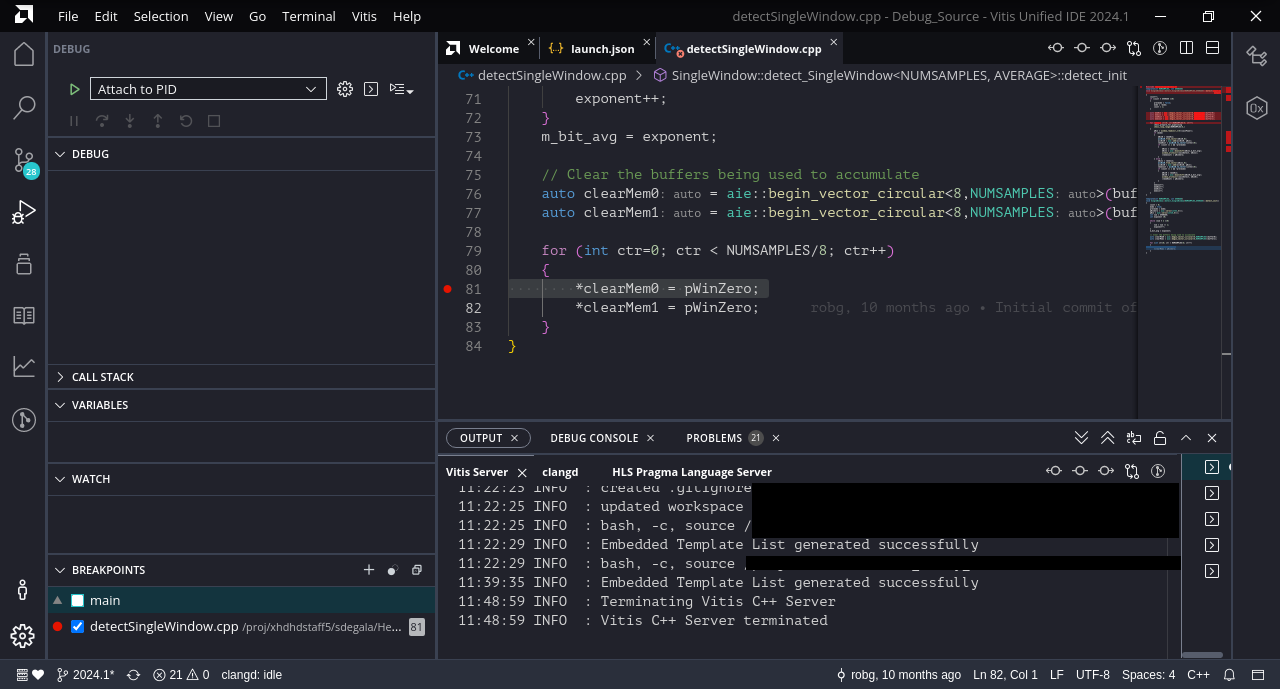 File Edit Selection View Go Terminal Vitis Help
detectSingleWindow.cpp - Debug_Source - Vitis Unified IDE 2024.1
DEBUG
Attach to PID
DEBUG
CALL STACK
VARIABLES
WATCH
BREAKPOINTS
main
detectSingleWindow.cpp /proj/xhdhdstaff5/sdegala/He... 81
28
Welcome
launch.json
detectSingleWindow.cpp
detectSingleWindow.cpp > SingleWindow::detect_SingleWindow<NUMSAMPLES, AVERAGE>::detect_init
71 exponent++;
72 }
73 m_bit_avg = exponent;
74
75 // Clear the buffers being used to accumulate
76 auto clearMem0: auto = aie::begin_vector_circular<8,NUMSAMPLES: auto>(buf
77 auto clearMem1: auto = aie::begin_vector_circular<8,NUMSAMPLES: auto>(buf
78
79 for (int ctr=0; ctr < NUMSAMPLES/8; ctr++)
80 {
81 *clearMem0 = pWinZero;
82 *clearMem1 = pWinZero; robg, 10 months ago • Initial commit of
83 }
84 }
OUTPUT
DEBUG CONSOLE
PROBLEMS 21
Vitis Server
clangd
HLS Pragma Language Server
11:22:25 INFO : created .gitignore
11:22:25 INFO : updated workspace
11:22:25 INFO : bash, -c, source /
11:22:29 INFO : Embedded Template List generated successfully
11:22:29 INFO : bash, -c, source
11:39:35 INFO : Embedded Template List generated successfully
11:48:59 INFO : Terminating Vitis C++ Server
11:48:59 INFO : Vitis C++ Server terminated
0x
2024.1* 21 0 clangd: idle
robg, 10 months ago Ln 82, Col 1 LF UTF-8 Spaces: 4 C++